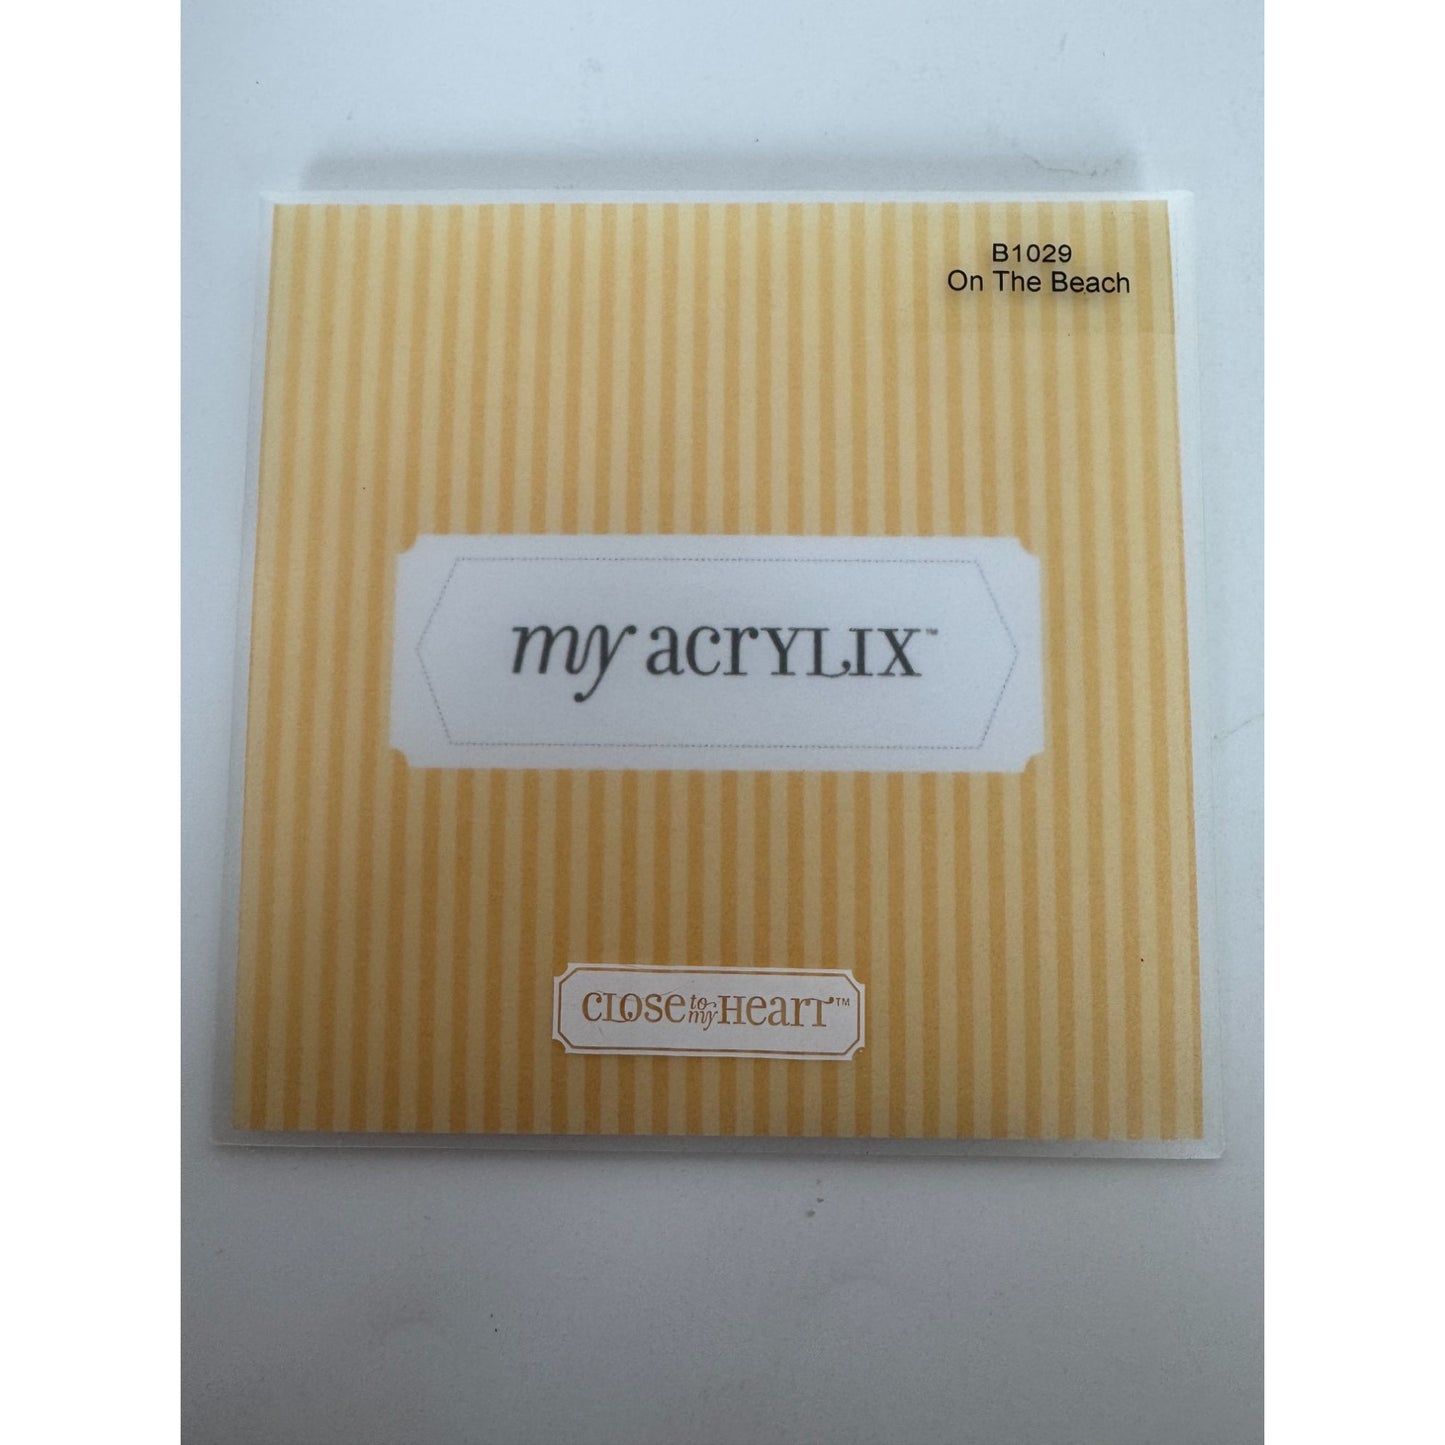 B1029
On The Beach
my acrylix™
close to my Heart™